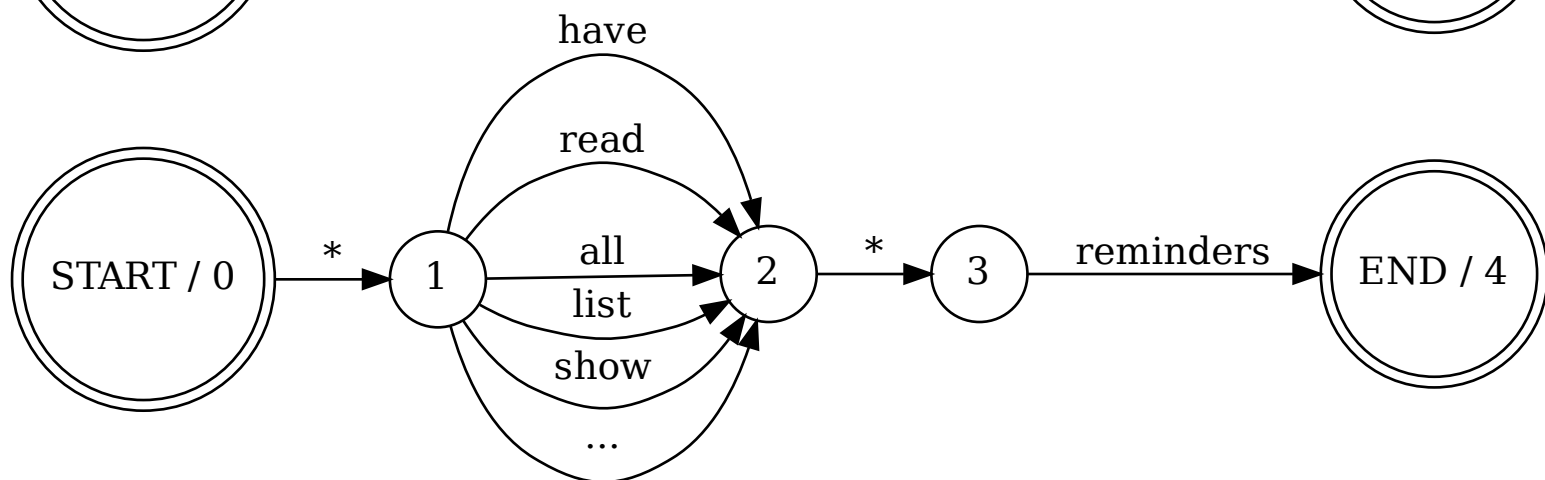 have
read
all
list
show
...
START / 0
*
1
2
*
3
reminders
END / 4